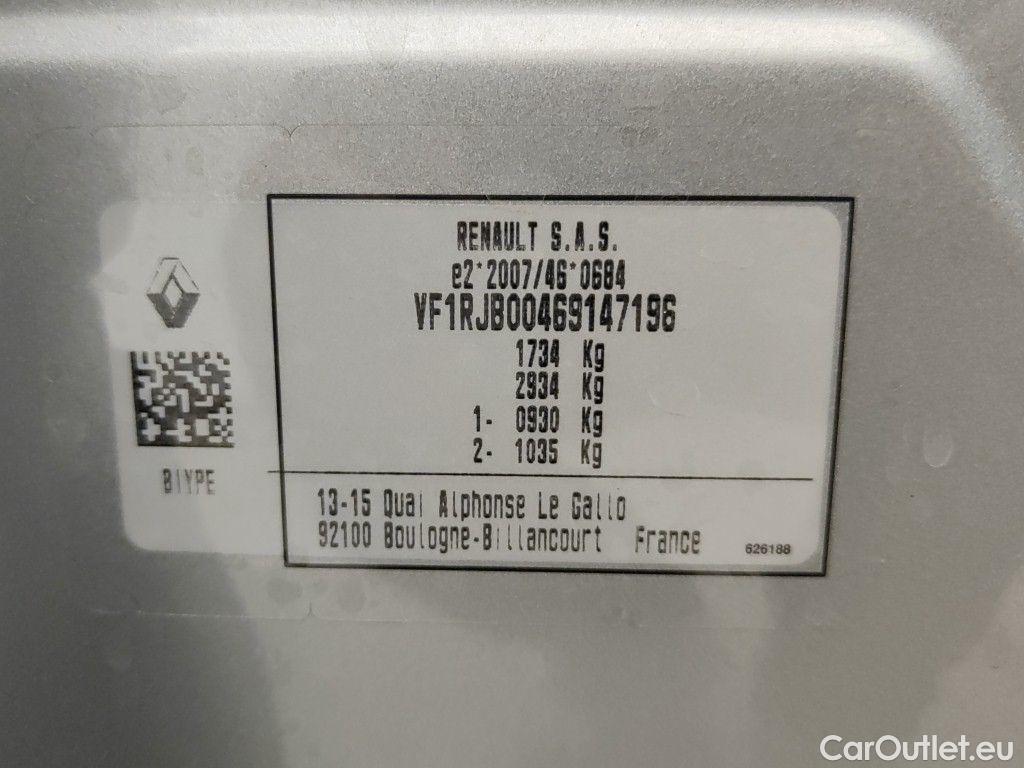 RENAULT S.A.S.
e2*2007/46*0684
VF1RJB00469147196
1734 Kg
2934 Kg
1- 0930 Kg
2- 1035 Kg
BIYPE
13-15 Quai Alphonse Le Gallo
92100 Boulogne-Billancourt France
626188
CarOutlet.eu